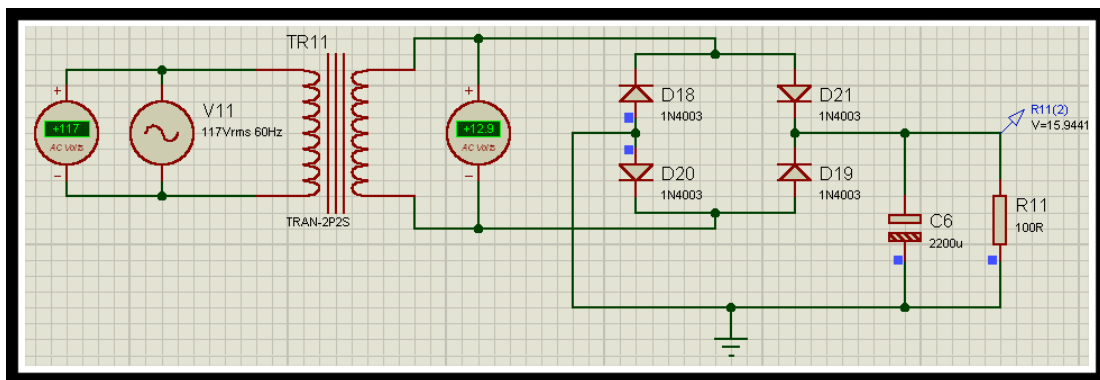 TR11
V11
117Vrms 60Hz
+117
AC Volts
TRAN-2P2S
+12.9
AC Volts
D18
1N4003
D21
1N4003
D20
1N4003
D19
1N4003
R11(2)
V=15.9441
C6
2200u
R11
100R